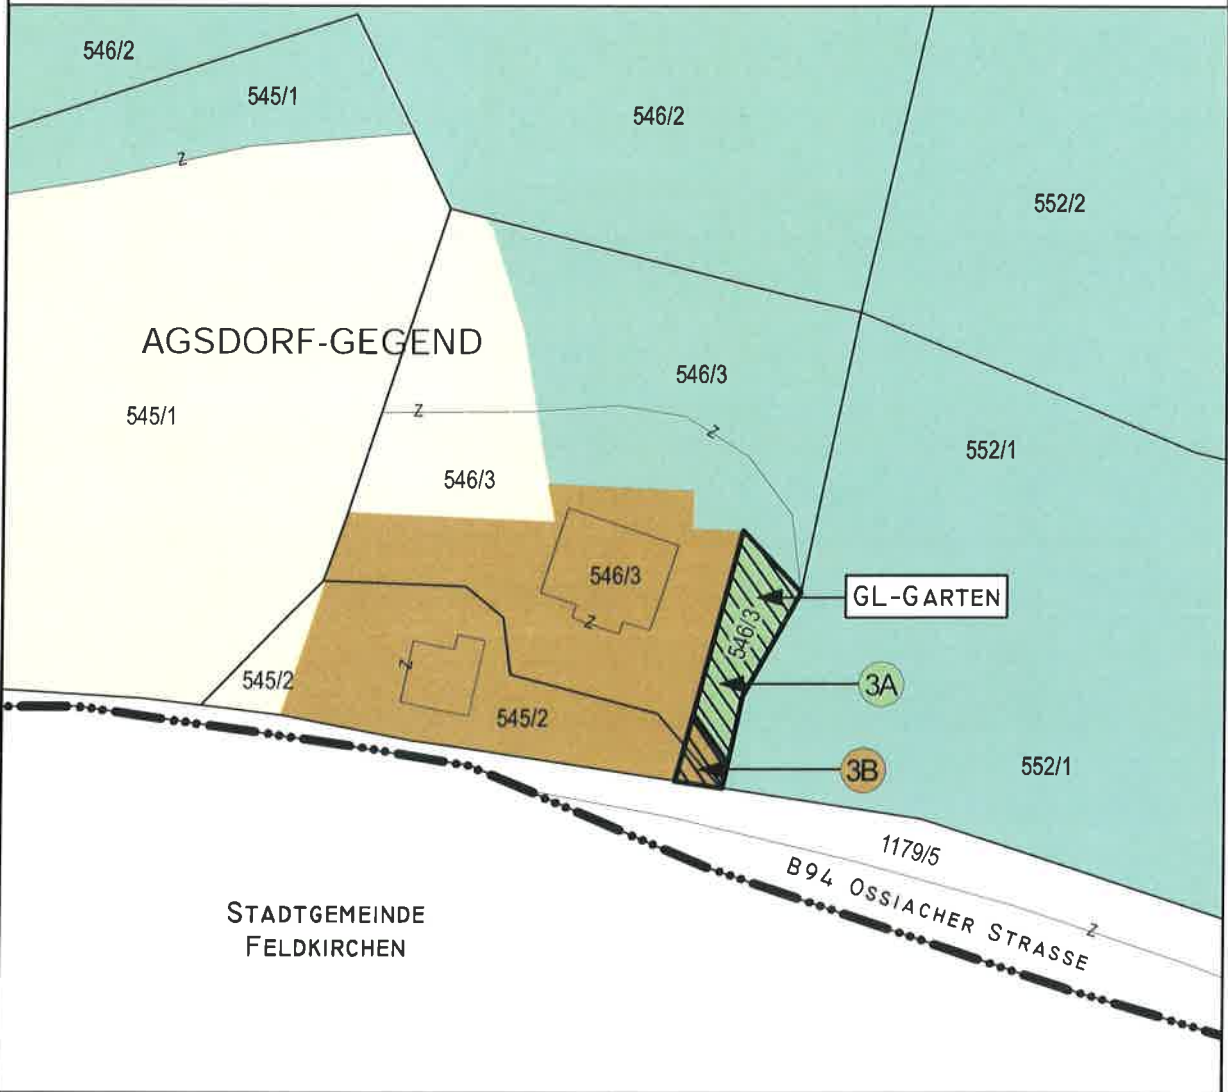 546/2
545/1
546/2
552/2
AGSDORF-GEGEND
545/1
546/3
552/1
546/3
546/3
546/3
GL-GARTEN
545/2
3A
545/2
3B
552/1
1179/5
B94 OSSIACHER STRASSE
STADTGEMEINDE
FELDKIRCHEN
Z
Z
Z
Z
Z
Z